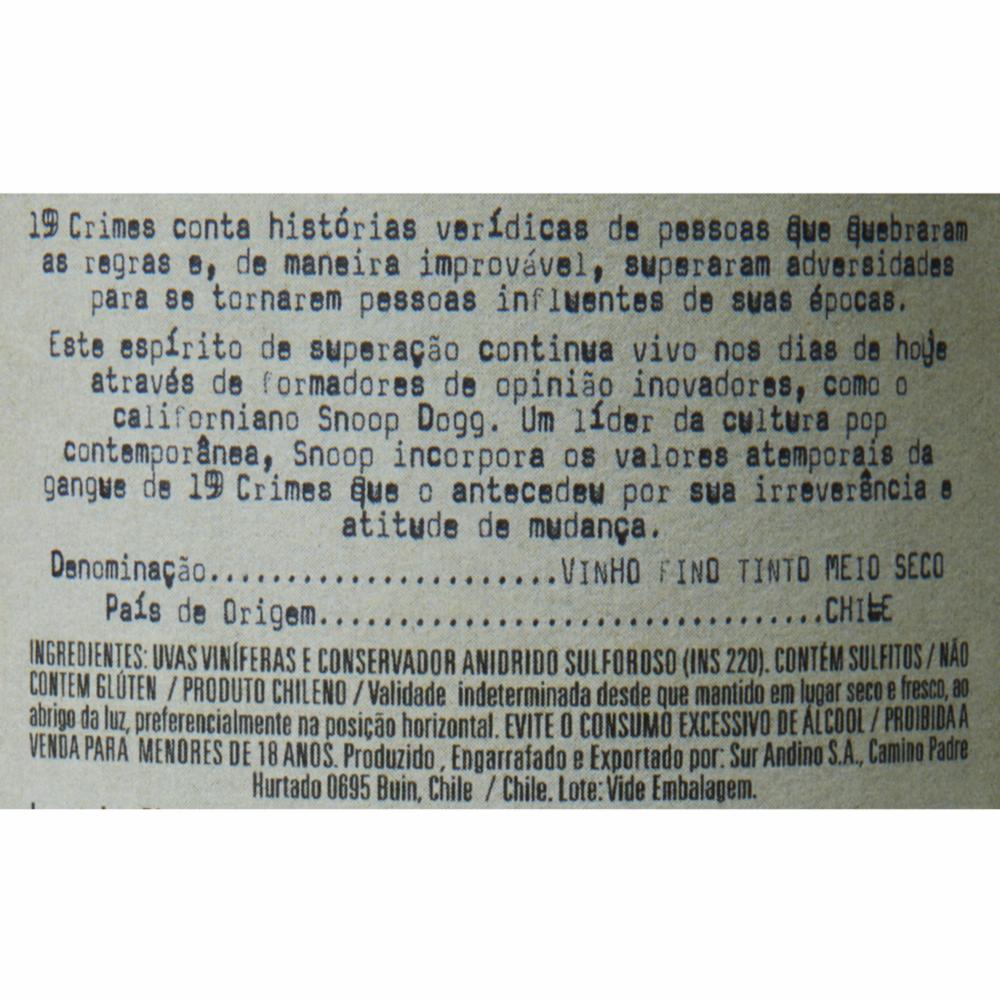 19 Crimes conta histórias verídicas de pessoas que quebraram
as regras e, de maneira improvável, superaram adversidades
para se tornarem pessoas influentes de suas épocas.
Este espírito de superação continua vivo nos dias de hoje
através de formadores de opinião inovadores, como o
californiano Snoop Dogg. Um líder da cultura pop
contemporânea, Snoop incorpora os valores atemporais da
gangue de 19 Crimes que o antecedeu por sua irreverência e
atitude de mudança.
Denominação.......................VINHO FINO TINTO MEIO SECO
País de Origem..................................CHILE
INGREDIENTES: UVAS VINÍFERAS E CONSERVADOR ANIDRIDO SULFOROSO (INS 220). CONTÉM SULFITOS / NÃO
CONTEM GLÚTEN / PRODUTO CHILENO / Validade indeterminada desde que mantido em lugar seco e fresco, ao
abrigo da luz, preferencialmente na posição horizontal. EVITE O CONSUMO EXCESSIVO DE ÁLCOOL / PROIBIDA A
VENDA PARA MENORES DE 18 ANOS. Produzido , Engarrafado e Exportado por: Sur Andino S.A., Camino Padre
Hurtado 0695 Buin, Chile / Chile. Lote: Vide Embalagem.